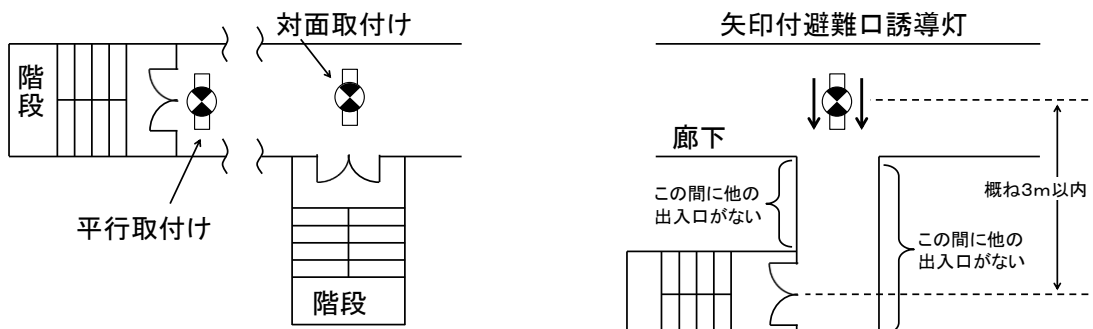 対面取付け
階段
平行取付け
階段
矢印付避難口誘導灯
廊下
この間に他の
出入口がない
概ね3m以内
この間に他の
出入口がない